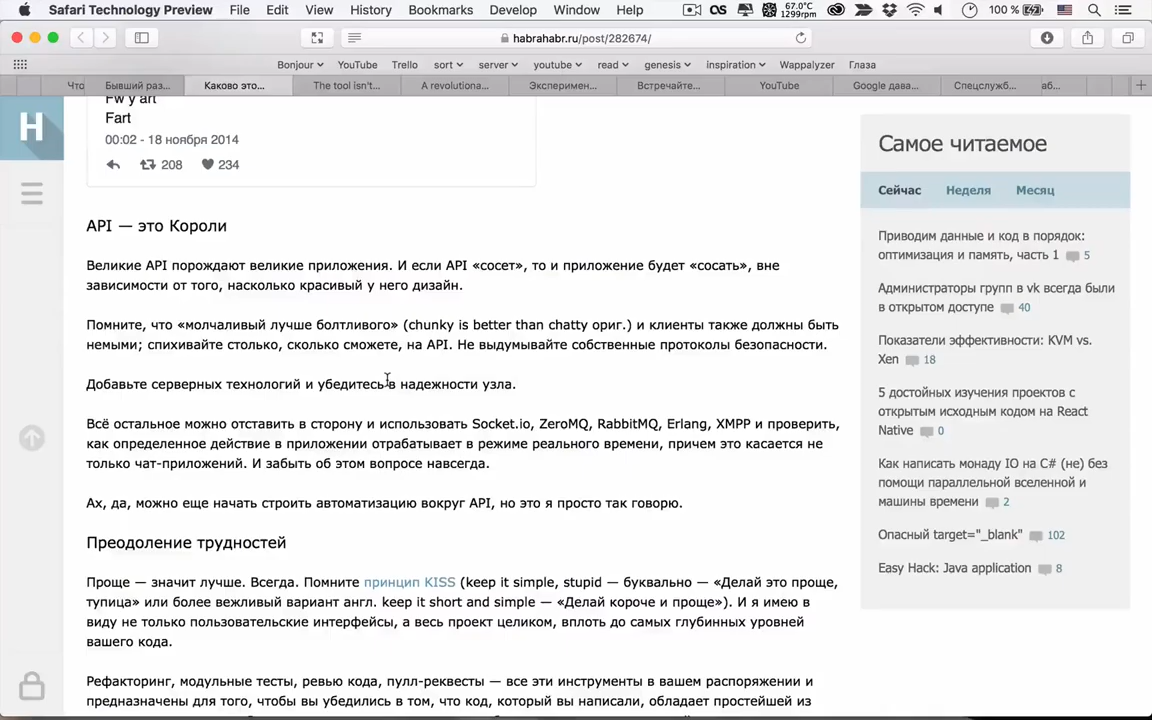 Safari Technology Preview File Edit View History Bookmarks Develop Window Help
67.0°C
1299rpm
100 %
habrahabr.ru/post/282674/
Bonjour YouTube Trello sort server youtube read genesis inspiration Wappalyzer Глаза
Что Бывший раз... Каково это... The tool isn't... A revolutiona... Эксперимен... Встречайте... YouTube Google дава... Спецслужб... аб...
Fw y art
Fart
00:02 - 18 ноября 2014
208 234
API — это Короли
Великие API порождают великие приложения. И если API «сосет», то и приложение будет «сосать», вне
зависимости от того, насколько красивый у него дизайн.
Помните, что «молчаливый лучше болтливого» (chunky is better than chatty ориг.) и клиенты также должны быть
немыми; спихивайте столько, сколько сможете, на API. Не выдумывайте собственные протоколы безопасности.
Добавьте серверных технологий и убедитесь в надежности узла.
Всё остальное можно отставить в сторону и использовать Socket.io, ZeroMQ, RabbitMQ, Erlang, XMPP и проверить,
как определенное действие в приложении отрабатывает в режиме реального времени, причем это касается не
только чат-приложений. И забыть об этом вопросе навсегда.
Ах, да, можно еще начать строить автоматизацию вокруг API, но это я просто так говорю.
Преодоление трудностей
Проще — значит лучше. Всегда. Помните принцип KISS (keep it simple, stupid — буквально — «Делай это проще,
тупица» или более вежливый вариант англ. keep it short and simple — «Делай короче и проще»). И я имею в
виду не только пользовательские интерфейсы, а весь проект целиком, вплоть до самых глубинных уровней
вашего кода.
Рефакторинг, модульные тесты, ревью кода, пулл-реквесты — все эти инструменты в вашем распоряжении и
предназначены для того, чтобы вы убедились в том, что код, который вы написали, обладает простейшей из
H
Самое читаемое
Сейчас Неделя Месяц
Приводим данные и код в порядок:
оптимизация и память, часть 1 5
Администраторы групп в vk всегда были
в открытом доступе 40
Показатели эффективности: KVM vs.
Xen 18
5 достойных изучения проектов с
открытым исходным кодом на React
Native 0
Как написать монаду IO на C# (не) без
помощи параллельной вселенной и
машины времени 2
Опасный target="_blank" 102
Easy Hack: Java application 8